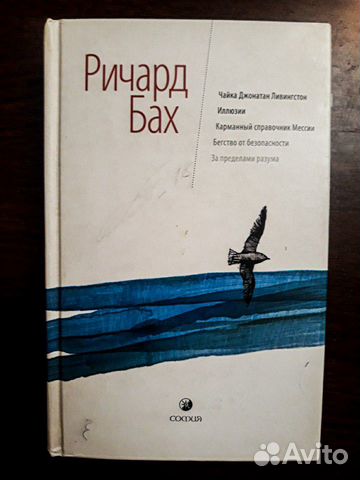 Ричард
Бах
Чайка Джонатан Ливингстон
Иллюзии
Карманный справочник Мессии
Бегство от безопасности
За пределами разума
СОФИЯ
Avito